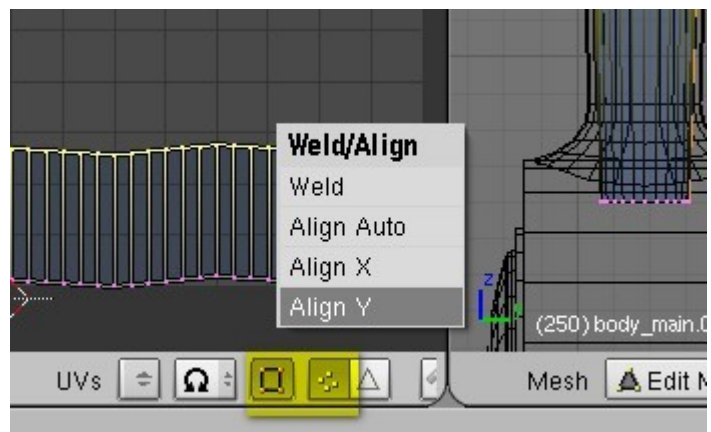 Weld/Align
Weld
Align Auto
Align X
Align Y
z
(250) body_main.0
UVs
Mesh
Edit M